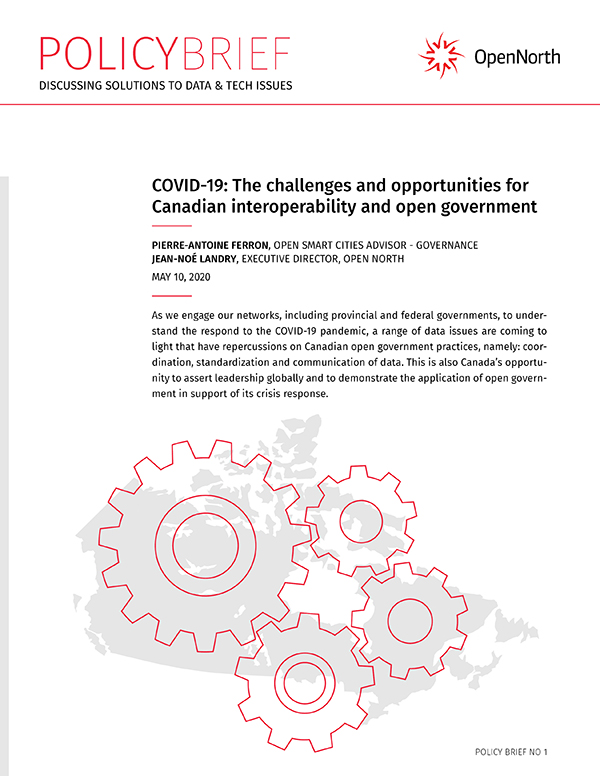 POLICYBRIEF
DISCUSSING SOLUTIONS TO DATA & TECH ISSUES
OpenNorth
COVID-19: The challenges and opportunities for
Canadian interoperability and open government
PIERRE-ANTOINE FERRON, OPEN SMART CITIES ADVISOR - GOVERNANCE
JEAN-NOÉ LANDRY, EXECUTIVE DIRECTOR, OPEN NORTH
MAY 10, 2020
As we engage our networks, including provincial and federal governments, to under-
stand the respond to the COVID-19 pandemic, a range of data issues are coming to
light that have repercussions on Canadian open government practices, namely: coor-
dination, standardization and communication of data. This is also Canada's opportu-
nity to assert leadership globally and to demonstrate the application of open govern-
ment in support of its crisis response.
POLICY BRIEF NO 1